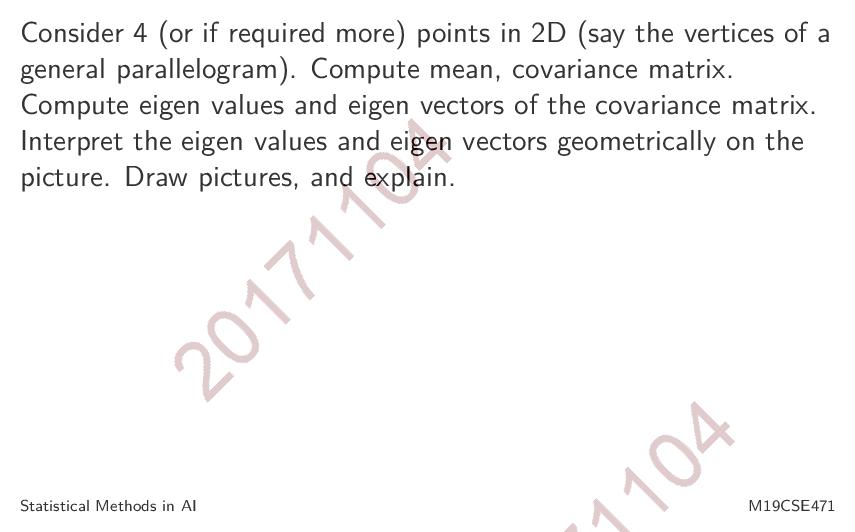 Consider 4 (or if required more) points in 2D (say the vertices of a
general parallelogram). Compute mean, covariance matrix.
Compute eigen values and eigen vectors of the covariance matrix.
Interpret the eigen values and eigen vectors geometrically on the
picture. Draw pictures, and explain.
20171104
71104
Statistical Methods in AI
M19CSE471